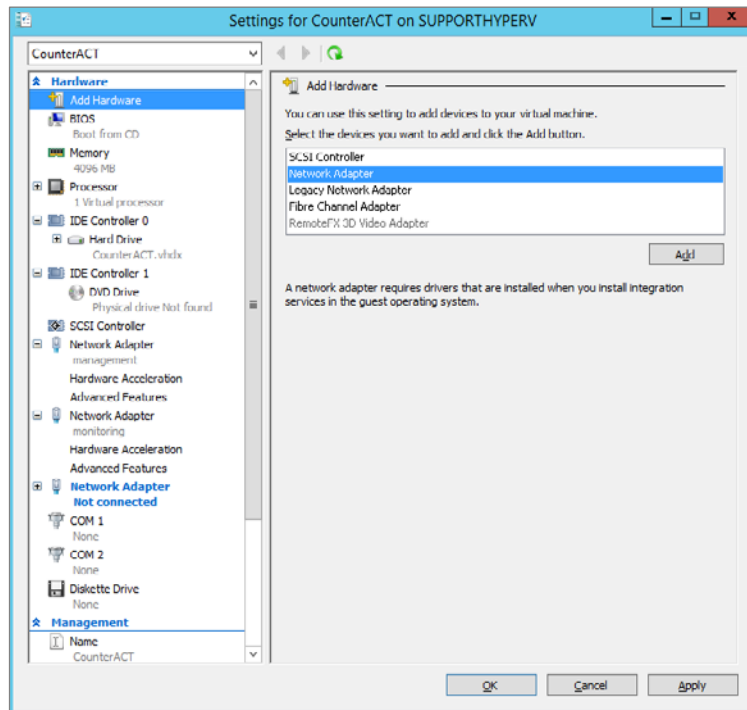 Settings for CounterACT on SUPPORTHYPERV
CounterACT
Hardware
Add Hardware
BIOS
Boot from CD
Memory
4096 MB
Processor
1 Virtual processor
IDE Controller 0
Hard Drive
CounterACT.vhdx
IDE Controller 1
DVD Drive
Physical drive Not found
SCSI Controller
Network Adapter
management
Hardware Acceleration
Advanced Features
Network Adapter
monitoring
Hardware Acceleration
Advanced Features
Network Adapter
Not connected
COM 1
None
COM 2
None
Diskette Drive
None
Management
Name
CounterACT
Add Hardware
You can use this setting to add devices to your virtual machine.
Select the devices you want to add and click the Add button.
SCSI Controller
Network Adapter
Legacy Network Adapter
Fibre Channel Adapter
RemoteFX 3D Video Adapter
Add
A network adapter requires drivers that are installed when you install integration
services in the guest operating system.
OK
Cancel
Apply